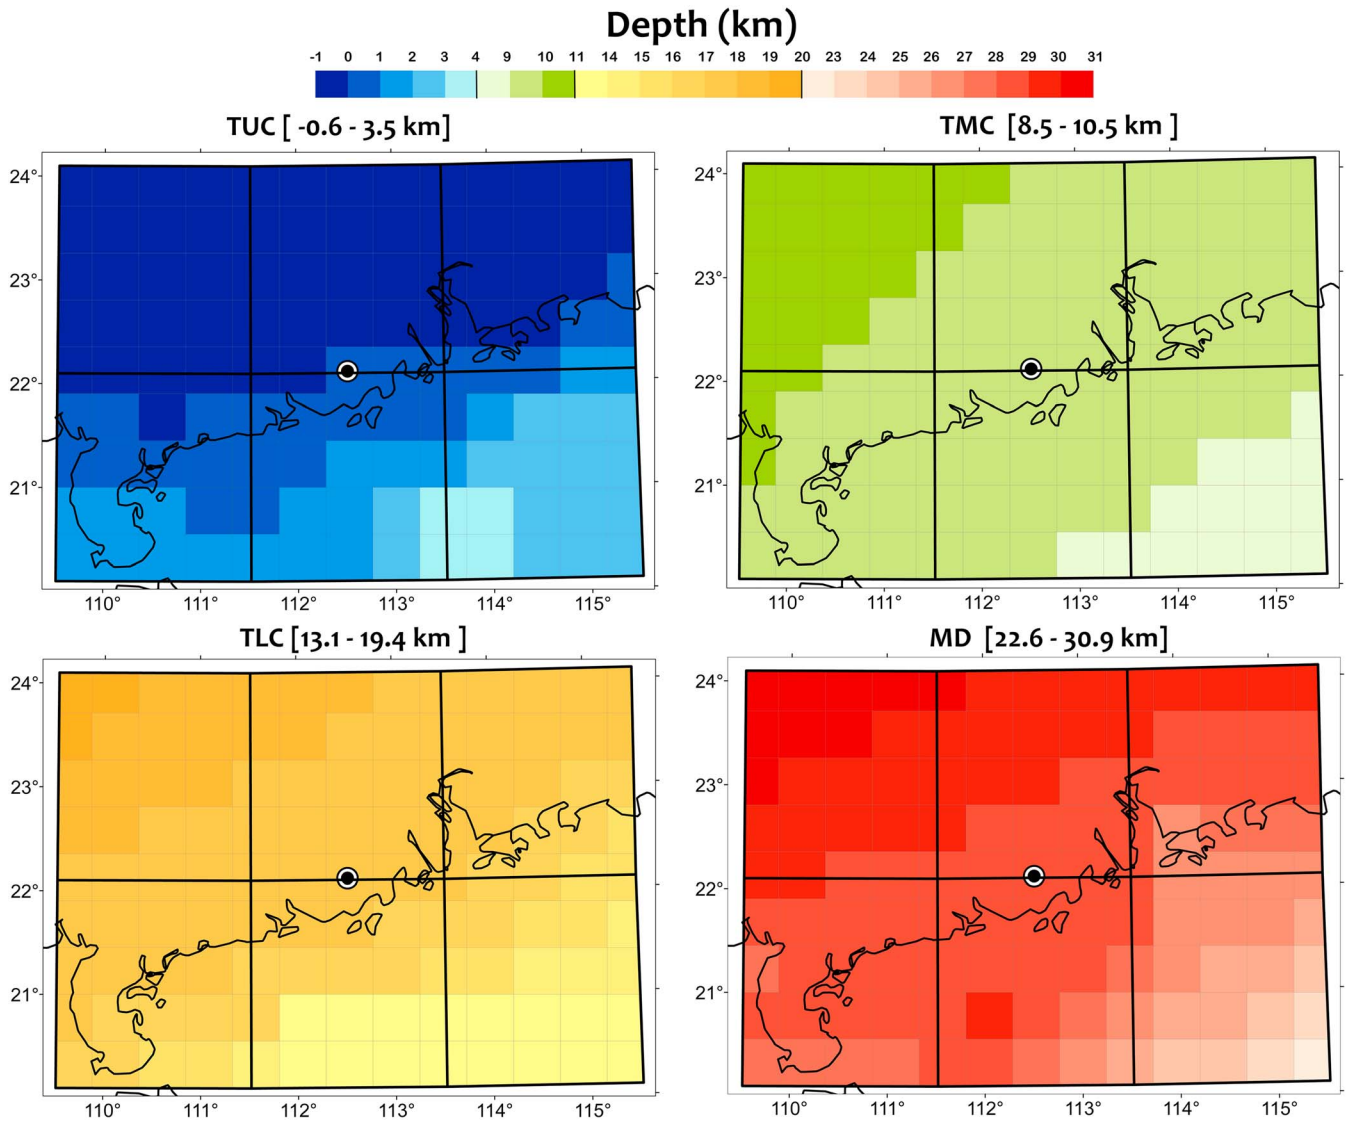 Depth (km)
-1 0 1 2 3 4 9 10 11 14 15 16 17 18 19 20 23 24 25 26 27 28 29 30 31
TUC [ -0.6 - 3.5 km]
TMC [8.5 - 10.5 km ]
24°
23°
22°
21°
110° 111° 112° 113° 114° 115°
24°
23°
22°
21°
110° 111° 112° 113° 114° 115°
TLC [13.1 - 19.4 km ]
MD [22.6 - 30.9 km]
24°
23°
22°
21°
110° 111° 112° 113° 114° 115°
24°
23°
22°
21°
110° 111° 112° 113° 114° 115°